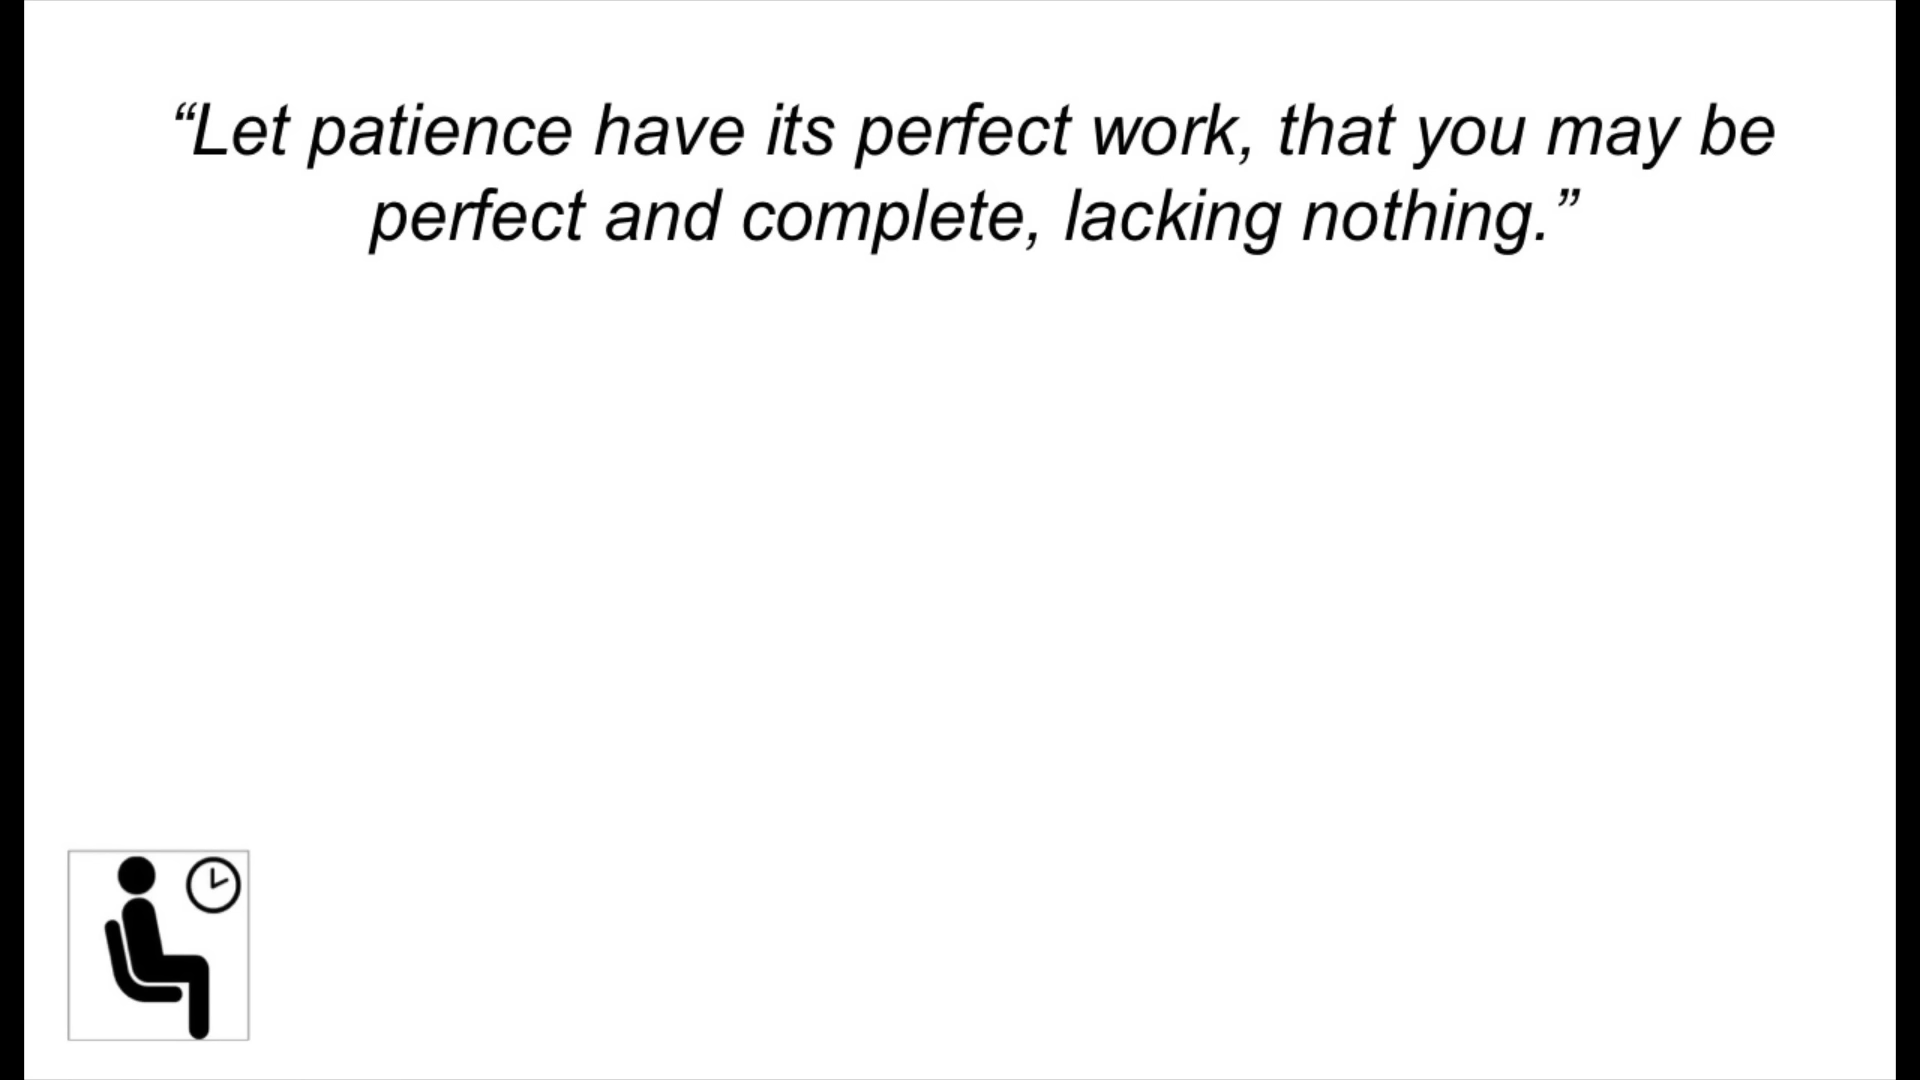 “Let patience have its perfect work, that you may be
perfect and complete, lacking nothing.”